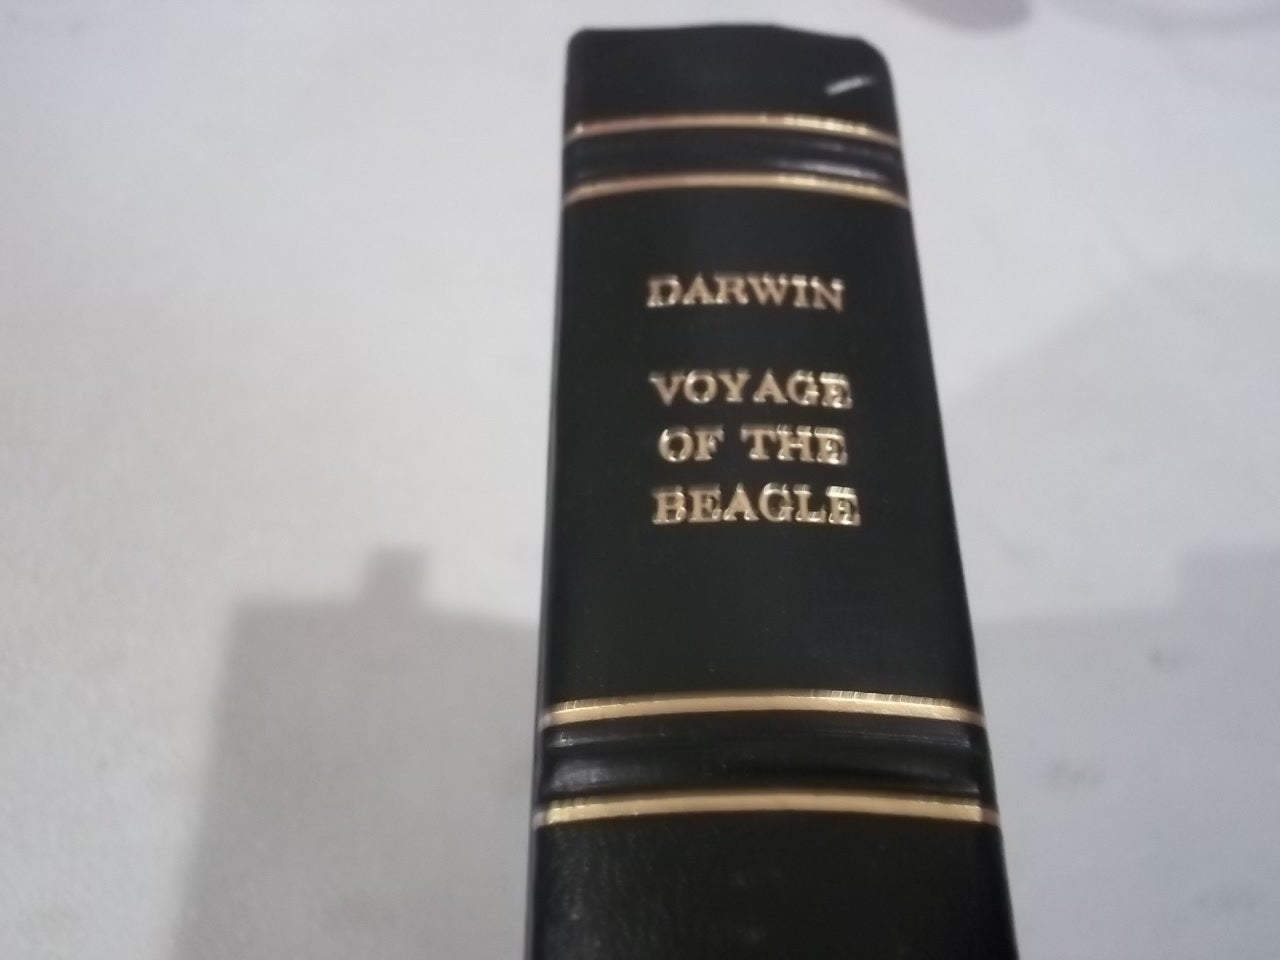 DARWIN
VOYAGE
OF THE
BEAGLE